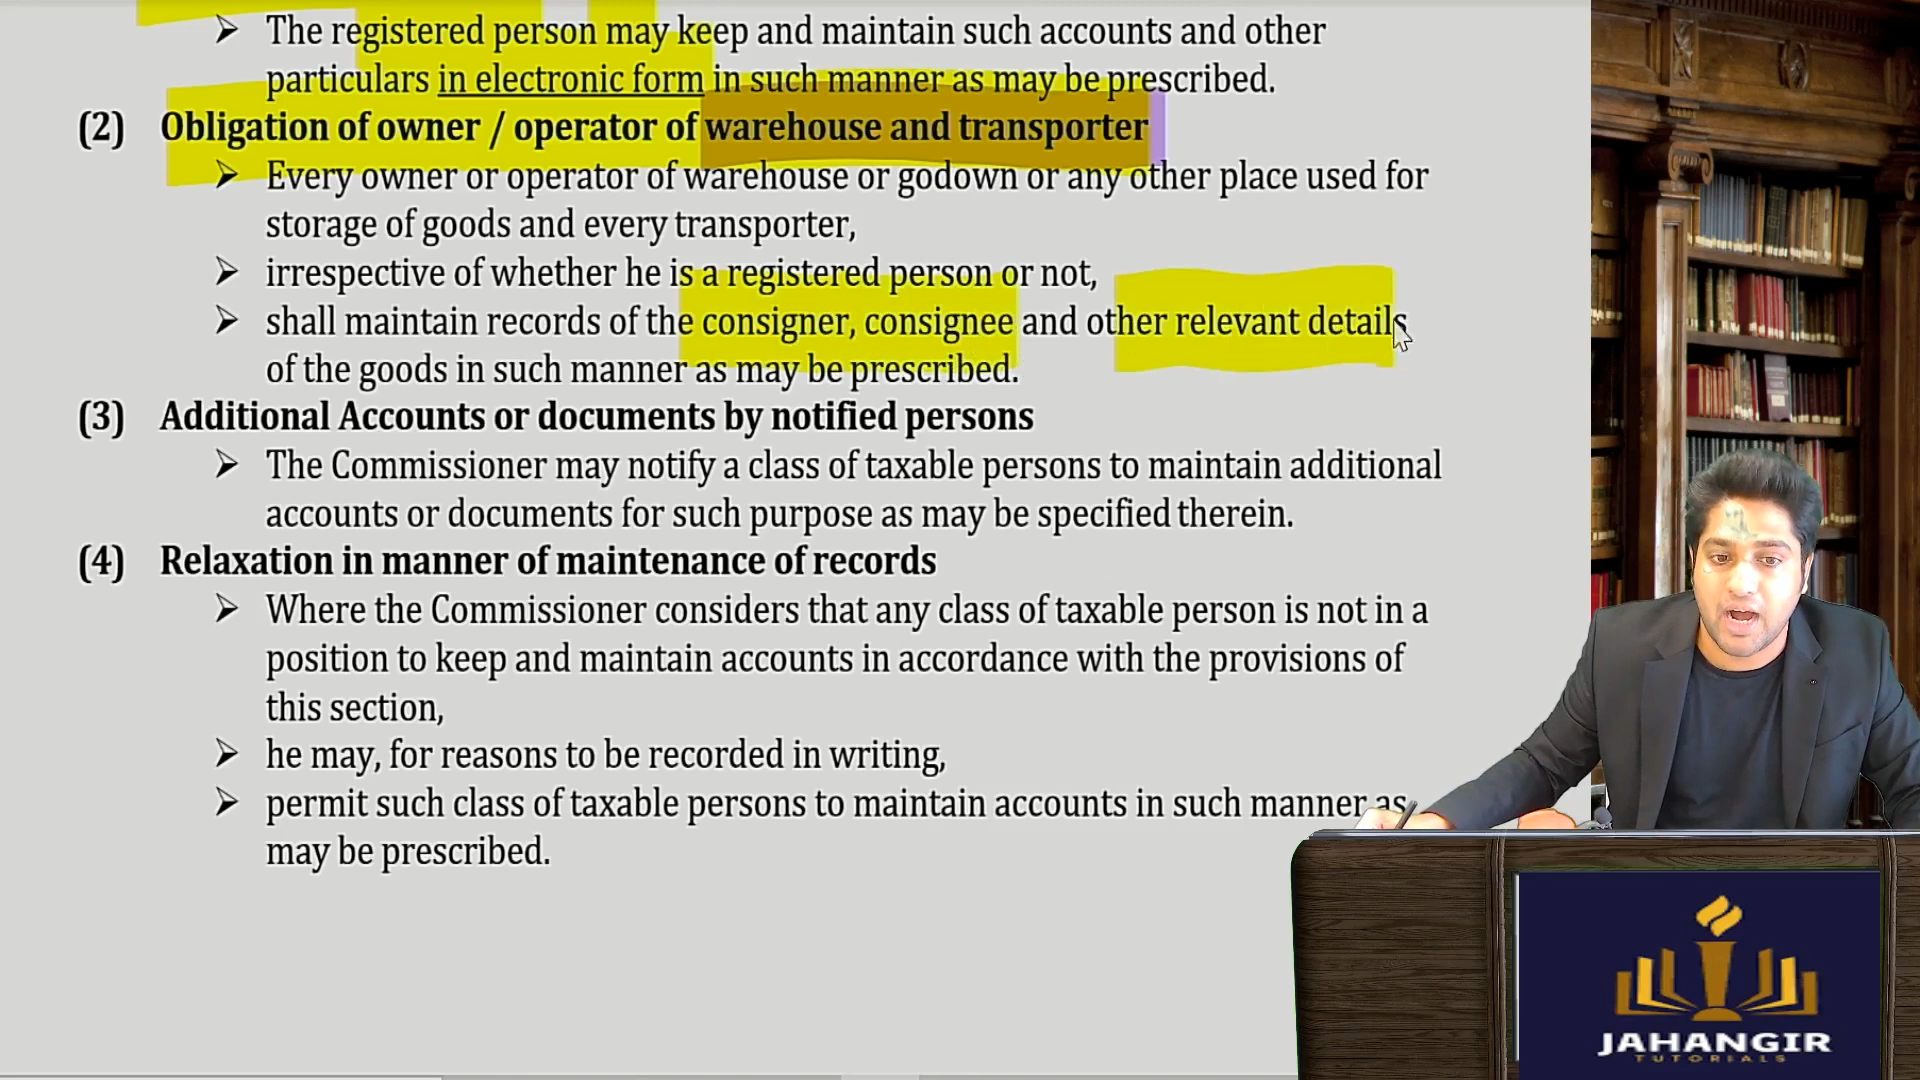 ➢ The registered person may keep and maintain such accounts and other
particulars in electronic form in such manner as may be prescribed.
(2) Obligation of owner / operator of warehouse and transporter
➢ Every owner or operator of warehouse or godown or any other place used for
storage of goods and every transporter,
➢ irrespective of whether he is a registered person or not,
➢ shall maintain records of the consigner, consignee and other relevant details
of the goods in such manner as may be prescribed.
(3) Additional Accounts or documents by notified persons
➢ The Commissioner may notify a class of taxable persons to maintain additional
accounts or documents for such purpose as may be specified therein.
(4) Relaxation in manner of maintenance of records
➢ Where the Commissioner considers that any class of taxable person is not in a
position to keep and maintain accounts in accordance with the provisions of
this section,
➢ he may, for reasons to be recorded in writing,
➢ permit such class of taxable persons to maintain accounts in such manner as
may be prescribed.
JAHANGIR
TUTORIALS